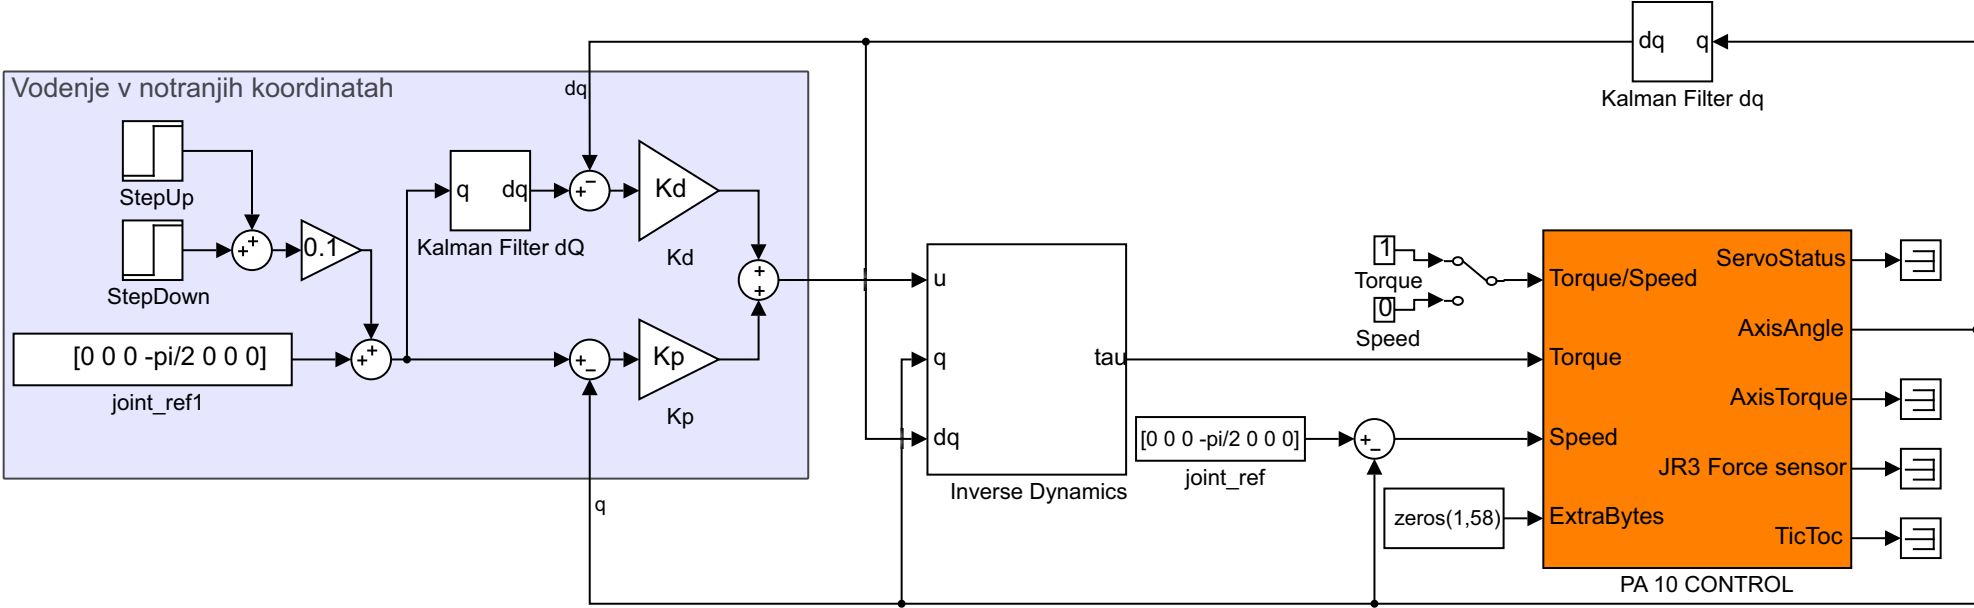 dq q
Kalman Filter dq
Vodenje v notranjih koordinatah
dq
StepUp
q dq
Kalman Filter dQ
+ −
Kd
Kd
StepDown
+ +
0.1
+
+
[0 0 0 -pi/2 0 0 0]
joint_ref1
+ +
+ −
Kp
Kp
q
u
q
dq
tau
Inverse Dynamics
1
Torque
0
Speed
[0 0 0 -pi/2 0 0 0]
joint_ref
+ −
zeros(1,58)
Torque/Speed
Torque
Speed
ExtraBytes
ServoStatus
AxisAngle
AxisTorque
JR3 Force sensor
TicToc
PA 10 CONTROL